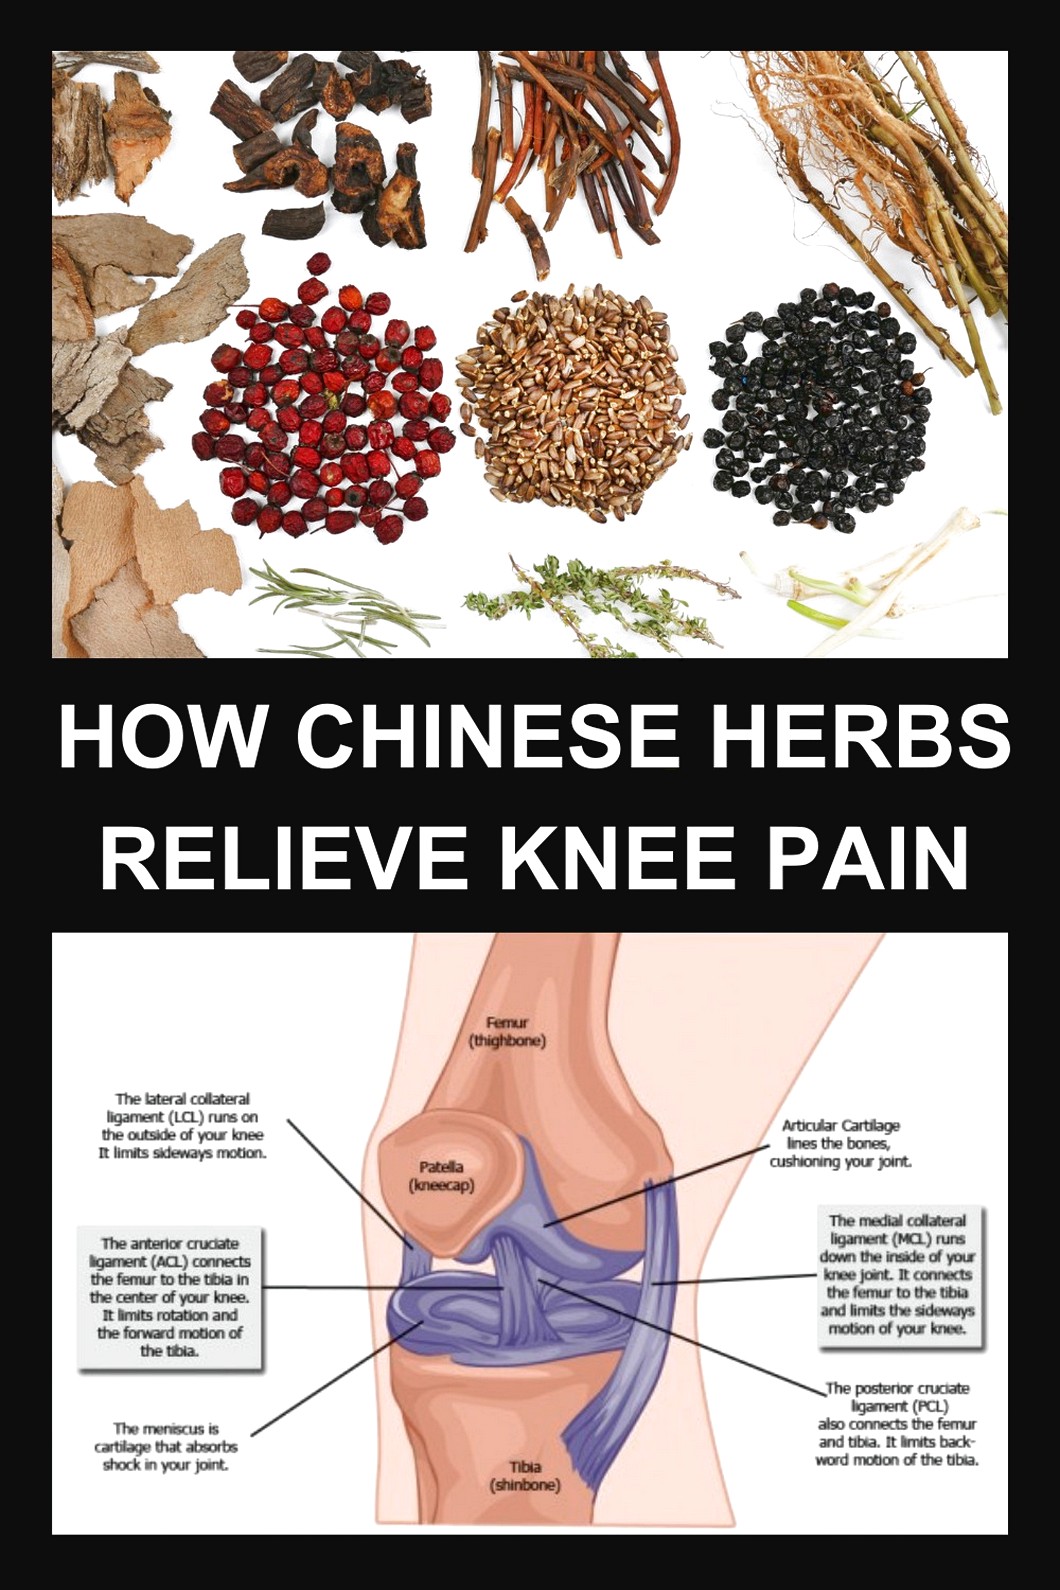 HOW CHINESE HERBS
RELIEVE KNEE PAIN
Femur
(thighbone)
The lateral collateral
ligament (LCL) runs on
the outside of your knee
It limits sideways motion.
Articular Cartilage
lines the bones,
cushioning your joint.
Patella
(kneecap)
The anterior cruciate
ligament (ACL) connects
the femur to the tibia in
the center of your knee.
It limits rotation and
the forward motion of
the tibia.
The medial collateral
ligament (MCL) runs
down the inside of your
knee joint. It connects
the femur to the tibia
and limits the sideways
motion of your knee.
The meniscus is
cartilage that absorbs
shock in your joint.
The posterior cruciate
ligament (PCL)
also connects the femur
and tibia. It limits back-
word motion of the tibia.
Tibia
(shinbone)